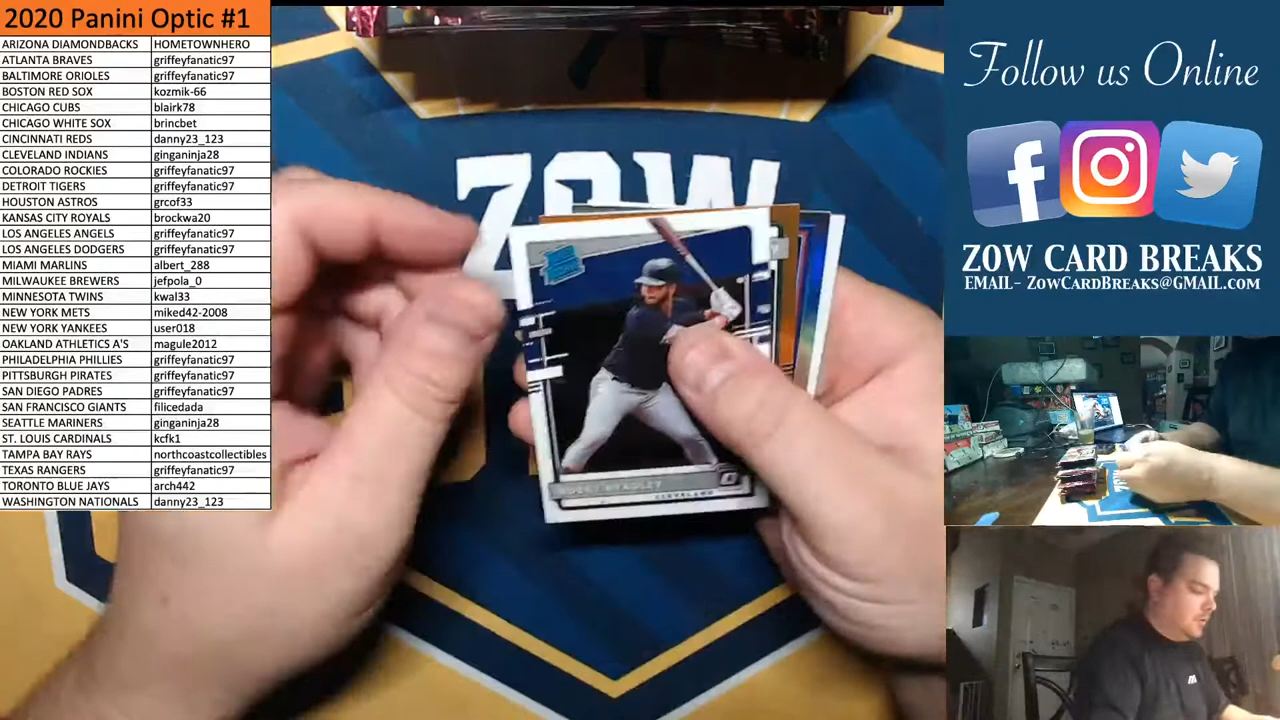 2020 Panini Optic #1
ARIZONA DIAMONDBACKS HOMETOWNHERO
ATLANTA BRAVES griffeyfanatic97
BALTIMORE ORIOLES griffeyfanatic97
BOSTON RED SOX kozmik-66
CHICAGO CUBS blairk78
CHICAGO WHITE SOX brincbet
CINCINNATI REDS danny23_123
CLEVELAND INDIANS ginganinja28
COLORADO ROCKIES griffeyfanatic97
DETROIT TIGERS griffeyfanatic97
HOUSTON ASTROS grcof33
KANSAS CITY ROYALS brockwa20
LOS ANGELES ANGELS griffeyfanatic97
LOS ANGELES DODGERS griffeyfanatic97
MIAMI MARLINS albert_288
MILWAUKEE BREWERS jefpola_0
MINNESOTA TWINS kwal33
NEW YORK METS miked42-2008
NEW YORK YANKEES user018
OAKLAND ATHLETICS A'S magule2012
PHILADELPHIA PHILLIES griffeyfanatic97
PITTSBURGH PIRATES griffeyfanatic97
SAN DIEGO PADRES griffeyfanatic97
SAN FRANCISCO GIANTS filicedada
SEATTLE MARINERS ginganinja28
ST. LOUIS CARDINALS kcfk1
TAMPA BAY RAYS northcoastcollectibles
TEXAS RANGERS griffeyfanatic97
TORONTO BLUE JAYS arch442
WASHINGTON NATIONALS danny23_123
ZOW
BRADLEY
CLEVELAND
Follow us Online
ZOW CARD BREAKS
EMAIL- ZowCardBreaks@GMAIL.COM